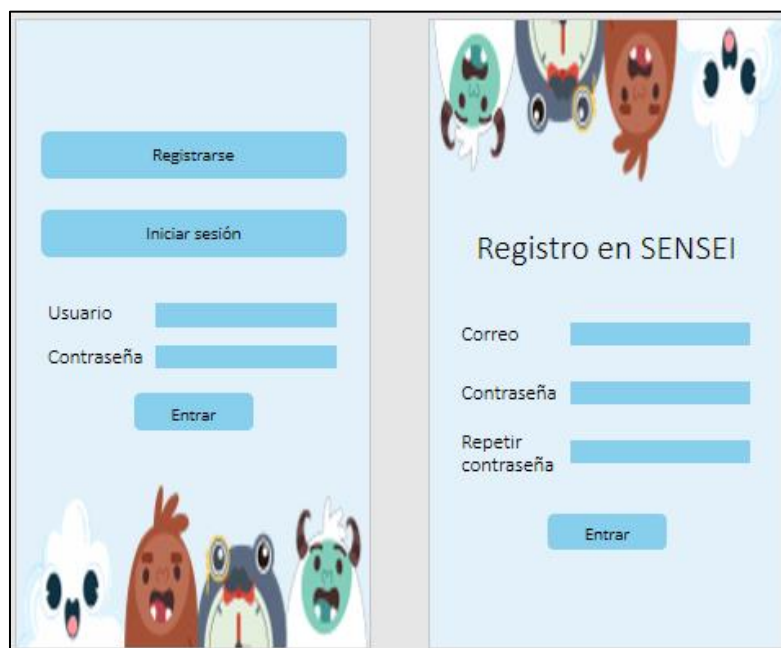 Registrarse
Iniciar sesión
Usuario
Contraseña
Entrar
Registro en SENSEI
Correo
Contraseña
Repetir
contraseña
Entrar